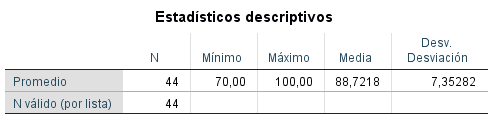 Estadísticos descriptivos
N Mínimo Máximo Media Desv. Desviación
Promedio 44 70,00 100,00 88,7218 7,35282
N válido (por lista) 44